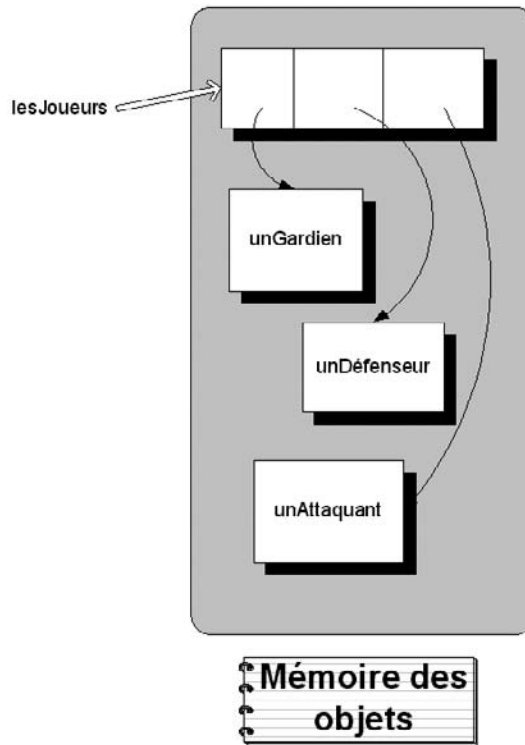 lesJoueurs
unGardien
unDéfenseur
unAttaquant
Mémoire des
objets